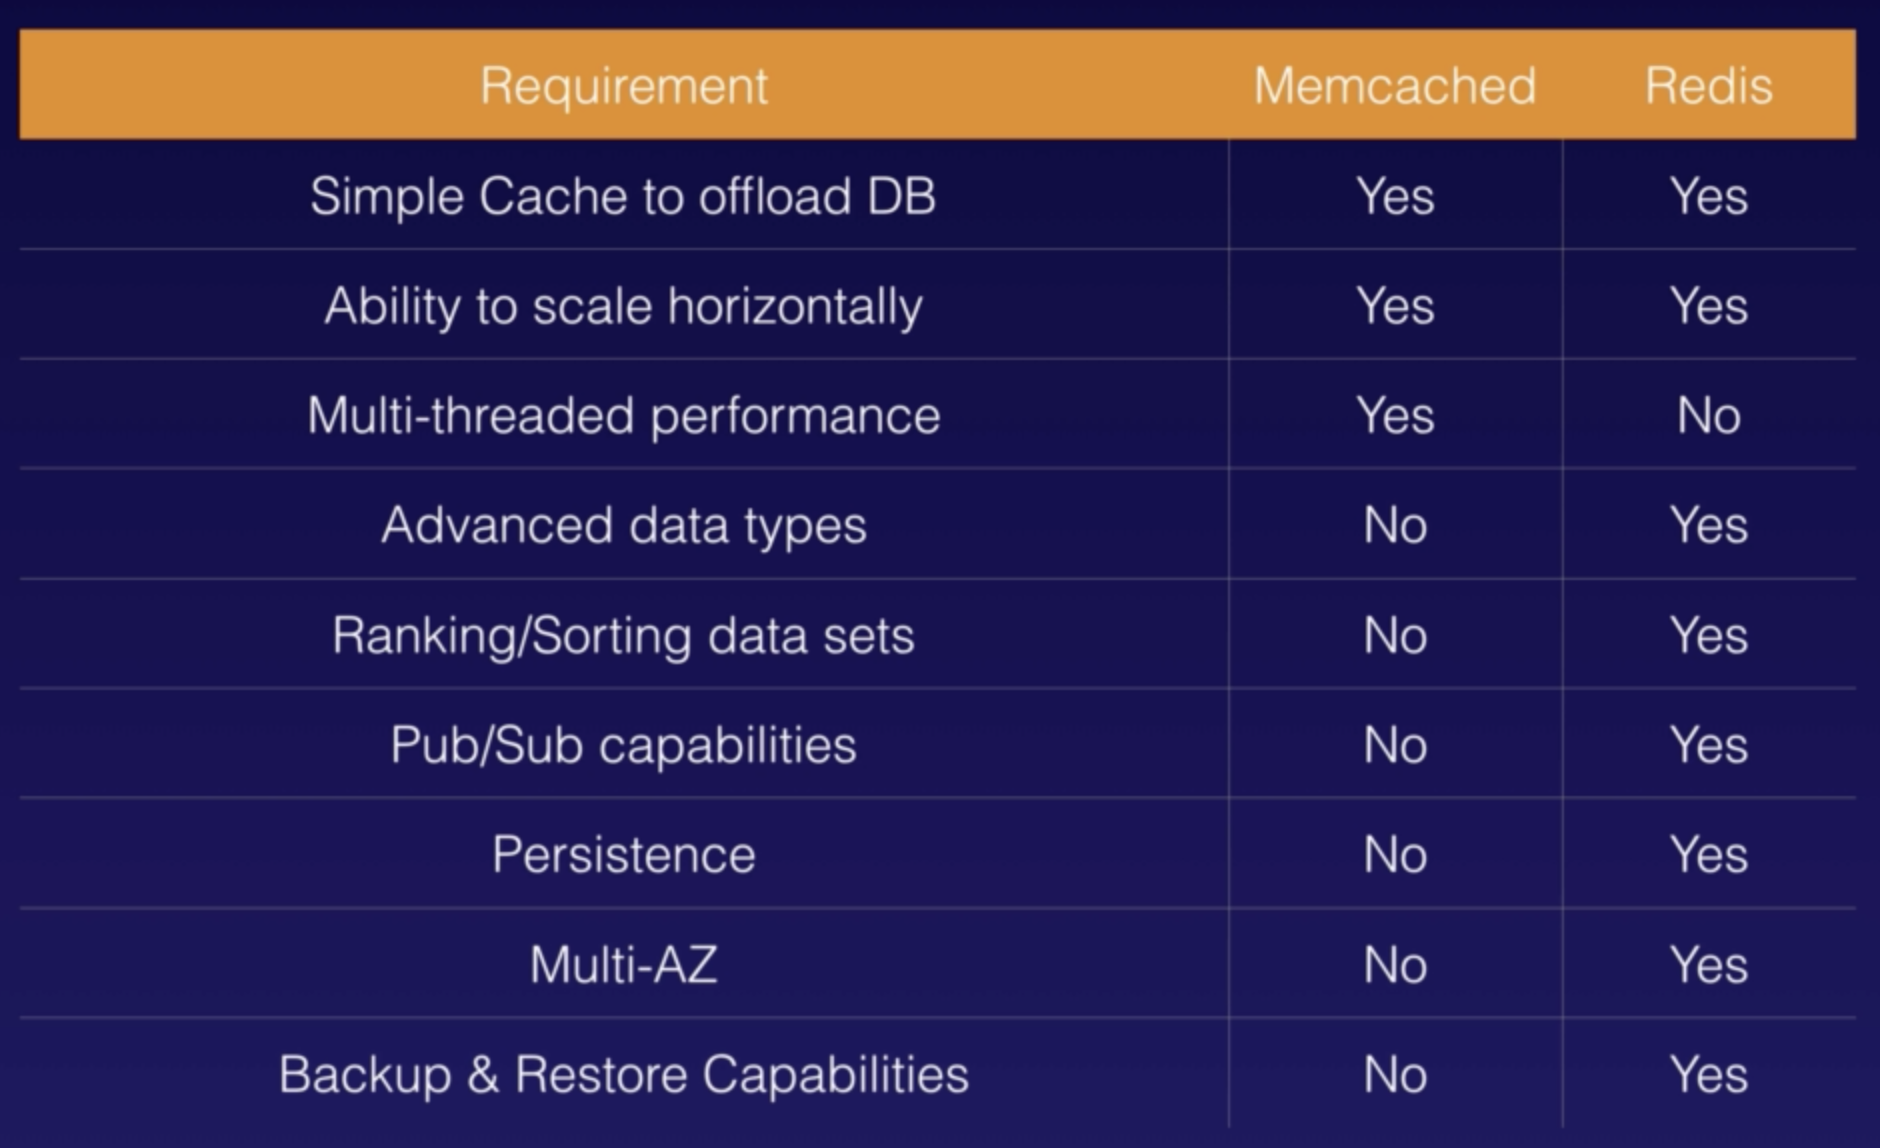 Requirement Memcached Redis
Simple Cache to offload DB Yes Yes
Ability to scale horizontally Yes Yes
Multi-threaded performance Yes No
Advanced data types No Yes
Ranking/Sorting data sets No Yes
Pub/Sub capabilities No Yes
Persistence No Yes
Multi-AZ No Yes
Backup & Restore Capabilities No Yes